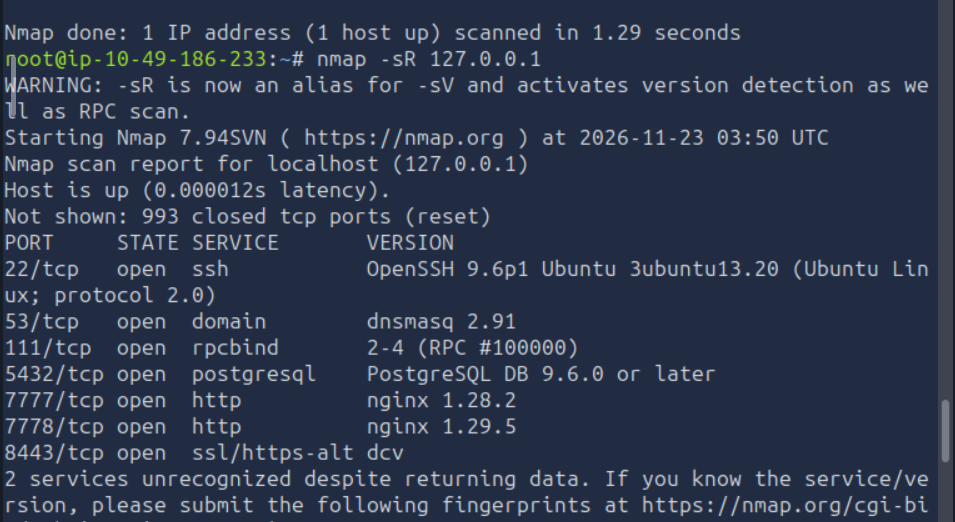 Nmap done: 1 IP address (1 host up) scanned in 1.29 seconds
root@ip-10-49-186-233:~# nmap -sR 127.0.0.1
WARNING: -sR is now an alias for -sV and activates version detection as we
ll as RPC scan.
Starting Nmap 7.94SVN ( https://nmap.org ) at 2026-11-23 03:50 UTC
Nmap scan report for localhost (127.0.0.1)
Host is up (0.000012s latency).
Not shown: 993 closed tcp ports (reset)
PORT     STATE SERVICE       VERSION
22/tcp   open  ssh           OpenSSH 9.6p1 Ubuntu 3ubuntu13.20 (Ubuntu Lin
ux; protocol 2.0)
53/tcp   open  domain        dnsmasq 2.91
111/tcp  open  rpcbind       2-4 (RPC #100000)
5432/tcp open  postgresql    PostgreSQL DB 9.6.0 or later
7777/tcp open  http          nginx 1.28.2
7778/tcp open  http          nginx 1.29.5
8443/tcp open  ssl/https-alt dcv
2 services unrecognized despite returning data. If you know the service/ve
rsion, please submit the following fingerprints at https://nmap.org/cgi-bi